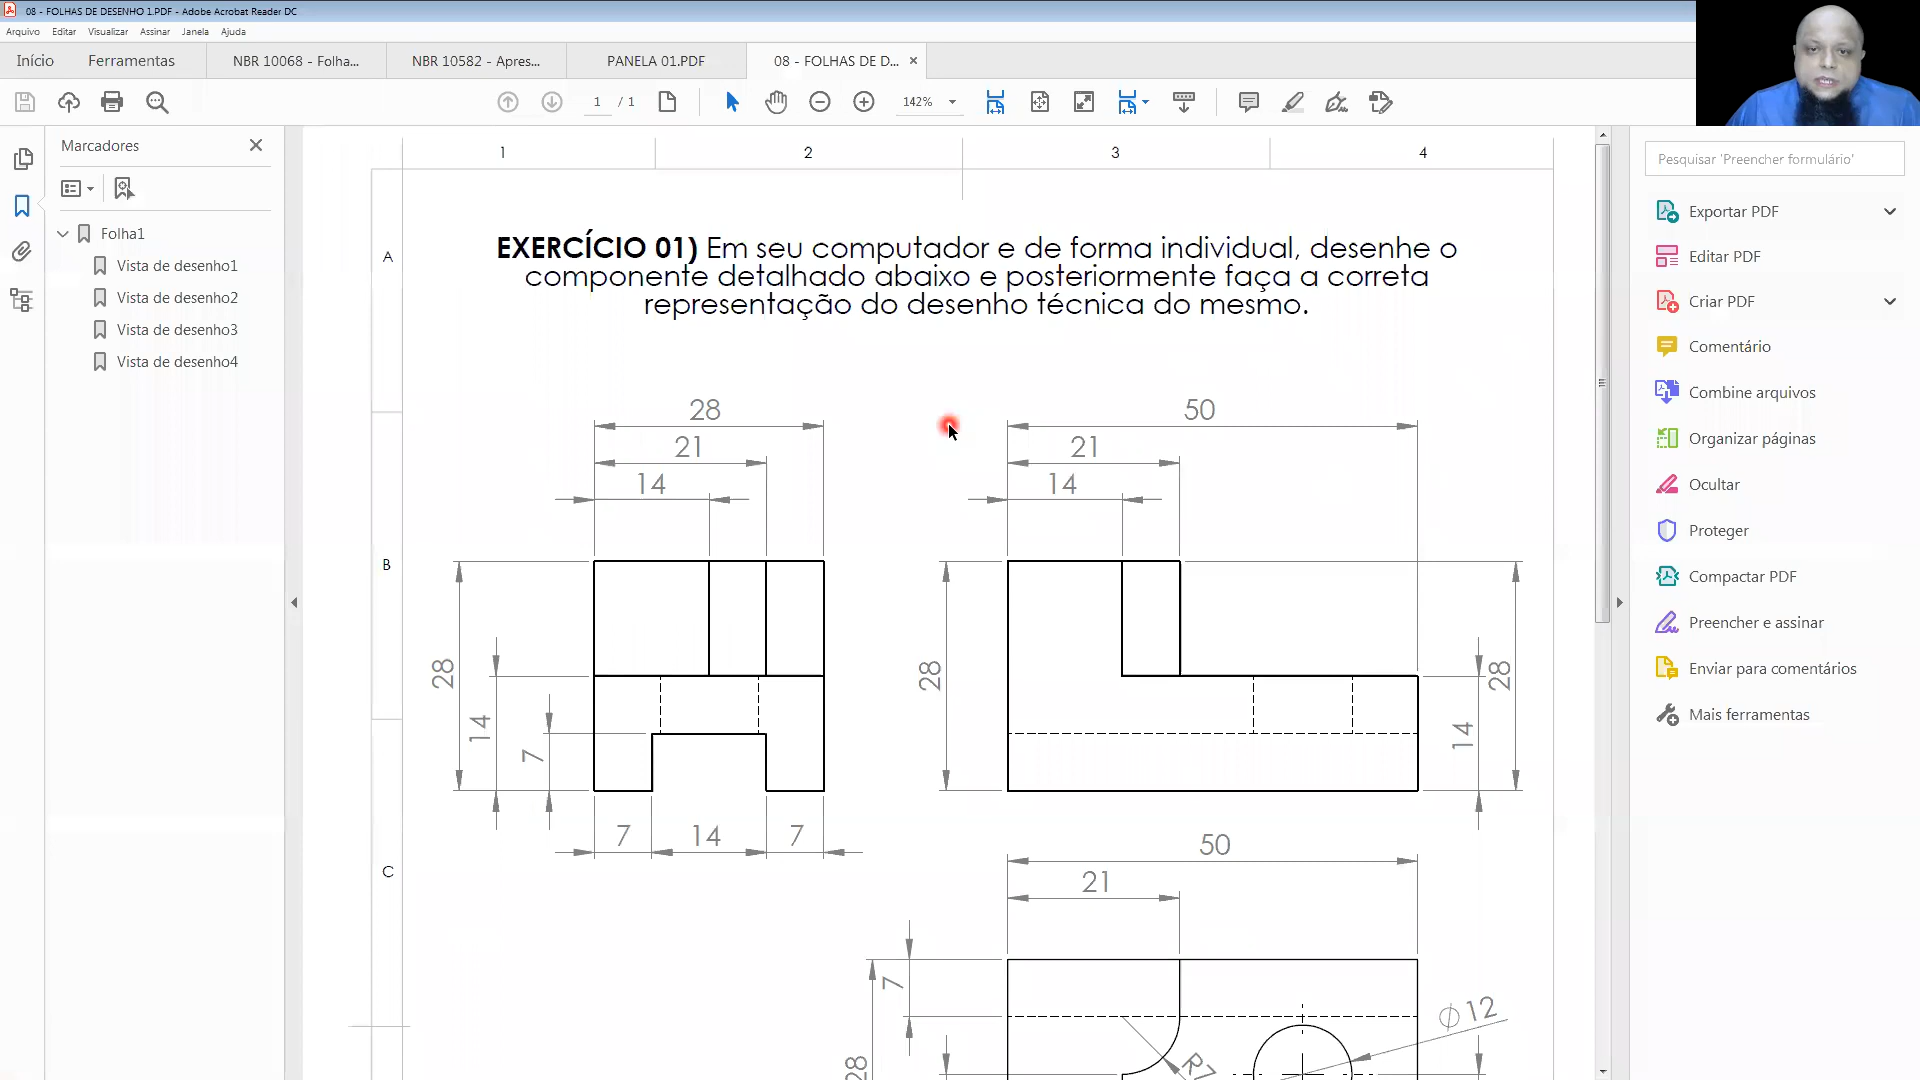 08 - FOLHAS DE DESENHO 1.PDF - Adobe Acrobat Reader DC
Arquivo Editar Visualizar Assinar Janela Ajuda
Início Ferramentas NBR 10068 - Folha... NBR 10582 - Apres... PANELA 01.PDF 08 - FOLHAS DE D...
1 / 1 142%
Marcadores
Folha1
Vista de desenho1
Vista de desenho2
Vista de desenho3
Vista de desenho4
1 2 3 4
A
B
C
EXERCÍCIO 01) Em seu computador e de forma individual, desenhe o
componente detalhado abaixo e posteriormente faça a correta
representação do desenho técnica do mesmo.
28
21
14
28
14
7
7 14 7
50
21
14
28
28
14
50
21
7
28
R7
∅12
Pesquisar 'Preencher formulário'
Exportar PDF
Editar PDF
Criar PDF
Comentário
Combine arquivos
Organizar páginas
Ocultar
Proteger
Compactar PDF
Preencher e assinar
Enviar para comentários
Mais ferramentas